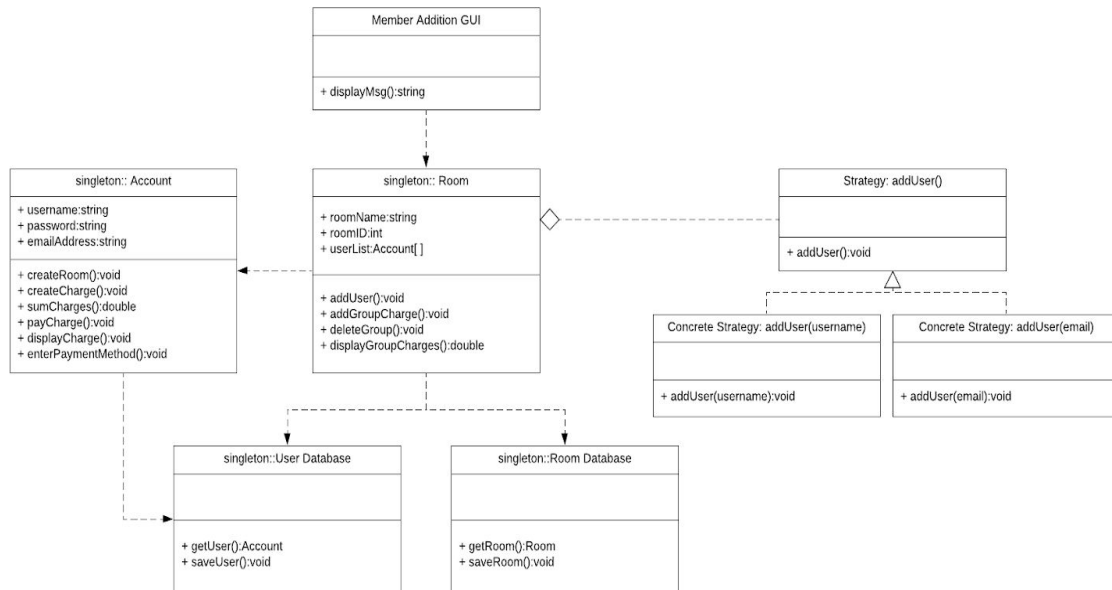 Member Addition GUI
+ displayMsg():string
singleton:: Account
+ username:string
+ password:string
+ emailAddress:string
+ createRoom():void
+ createCharge():void
+ sumCharges():double
+ payCharge():void
+ displayCharge():void
+ enterPaymentMethod():void
singleton:: Room
+ roomName:string
+ roomID:int
+ userList:Account[ ]
+ addUser():void
+ addGroupCharge():void
+ deleteGroup():void
+ displayGroupCharges():double
Strategy: addUser()
+ addUser():void
Concrete Strategy: addUser(username)
+ addUser(username):void
Concrete Strategy: addUser(email)
+ addUser(email):void
singleton::User Database
+ getUser():Account
+ saveUser():void
singleton::Room Database
+ getRoom():Room
+ saveRoom():void